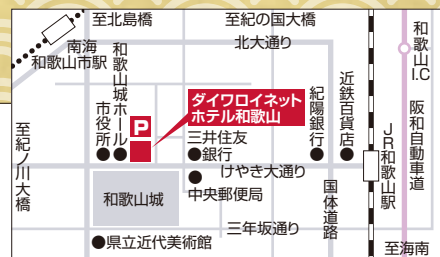 至北島橋
至紀の国大橋
北大通り
南海
和歌山市駅
和歌山城ホール
市役所
P
ダイワロイネット
ホテル和歌山
三井住友
銀行
紀陽銀行
近鉄百貨店
和歌山I.C
阪和自動車道
JR和歌山駅
至紀ノ川大橋
けやき大通り
中央郵便局
和歌山城
国体道路
三年坂通り
県立近代美術館
至海南